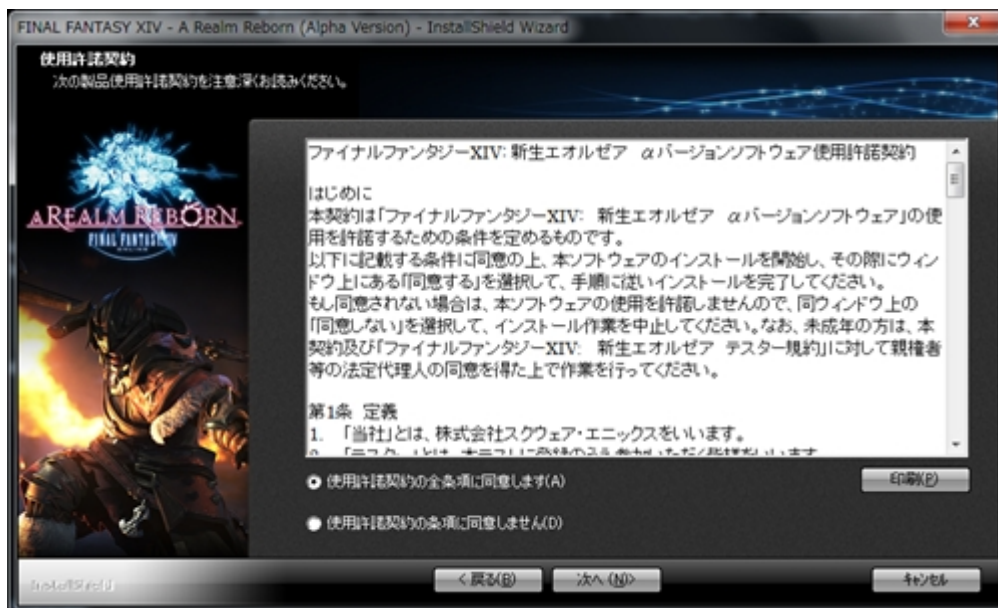 FINAL FANTASY XIV - A Realm Reborn (Alpha Version) - InstallShield Wizard
使用許諾契約
次の製品使用許諾契約を注意深くお読みください。
A REALM REBORN
FINAL FANTASY XIV
ONLINE
ファイナルファンタジーXIV: 新生エオルゼア αバージョンソフトウェア使用許諾契約
はじめに
本契約は「ファイナルファンタジーXIV: 新生エオルゼア αバージョンソフトウェア」の使
用を許諾するための条件を定めるものです。
以下に記載する条件に同意の上、本ソフトウェアのインストールを開始し、その際にウィン
ドウ上にある「同意する」を選択して、手順に従いインストールを完了してください。
もし同意されない場合は、本ソフトウェアの使用を許諾しませんので、同ウィンドウ上の
「同意しない」を選択して、インストール作業を中止してください。なお、未成年の方は、本
契約及び「ファイナルファンタジーXIV: 新生エオルゼア テスター規約」に対して親権者
等の法定代理人の同意を得た上で作業を行ってください。
第1条 定義
1. 「当社」とは、株式会社スクウェア・エニックスをいいます。
使用許諾契約の全条項に同意します(A)
印刷(P)
使用許諾契約の条項に同意しません(D)
InstallShield
< 戻る(B)
次へ (N)>
キャンセル